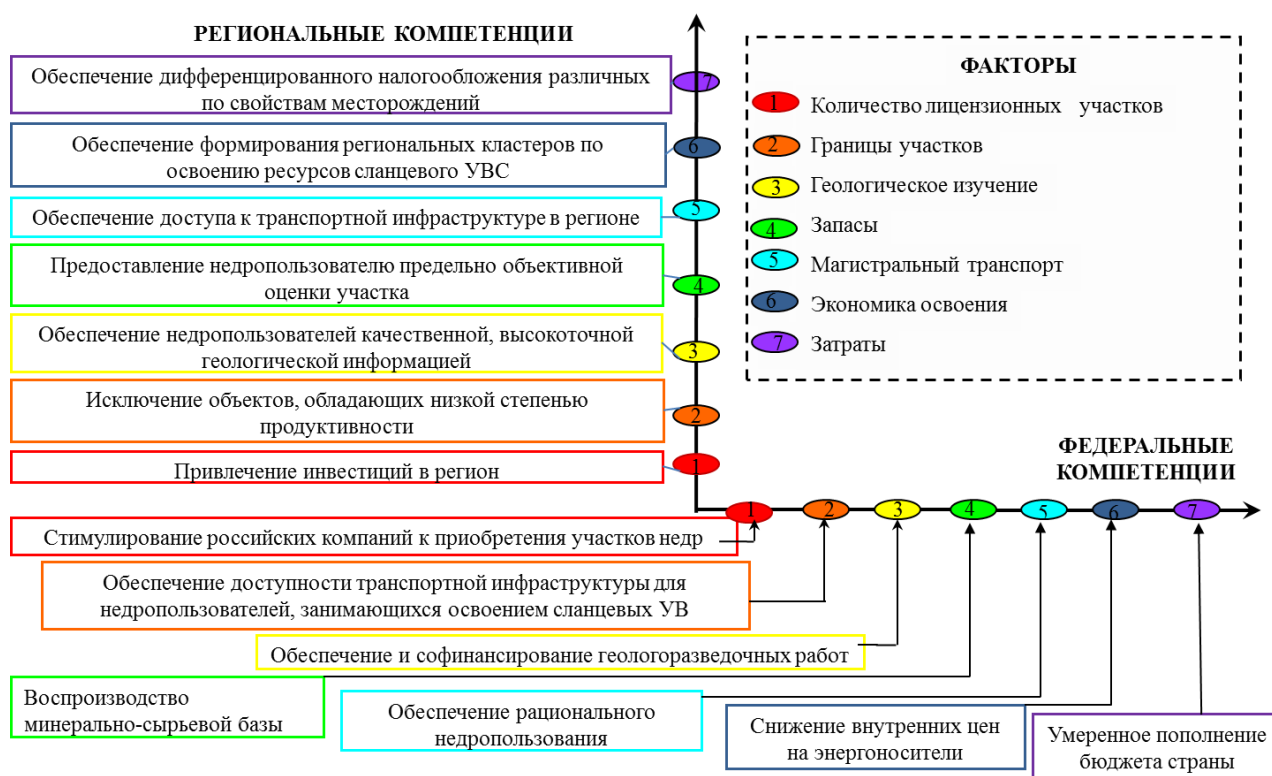 РЕГИОНАЛЬНЫЕ КОМПЕТЕНЦИИ
Обеспечение дифференцированного налогообложения различных
по свойствам месторождений
7
Обеспечение формирования региональных кластеров по
освоению ресурсов сланцевого УВС
6
Обеспечение доступа к транспортной инфраструктуре в регионе
5
Предоставление недропользователю предельно объективной
оценки участка
4
Обеспечение недропользователей качественной, высокоточной
геологической информацией
3
Исключение объектов, обладающих низкой степенью
продуктивности
2
Привлечение инвестиций в регион
1
ФАКТОРЫ
1 Количество лицензионных участков
2 Границы участков
3 Геологическое изучение
4 Запасы
5 Магистральный транспорт
6 Экономика освоения
7 Затраты
ФЕДЕРАЛЬНЫЕ
КОМПЕТЕНЦИИ
1 2 3 4 5 6 7
Стимулирование российских компаний к приобретения участков недр
Обеспечение доступности транспортной инфраструктуры для
недропользователей, занимающихся освоением сланцевых УВ
Обеспечение и софинансирование геологоразведочных работ
Воспроизводство
минерально-сырьевой базы
Обеспечение рационального
недропользования
Снижение внутренних цен
на энергоносители
Умеренное пополнение
бюджета страны